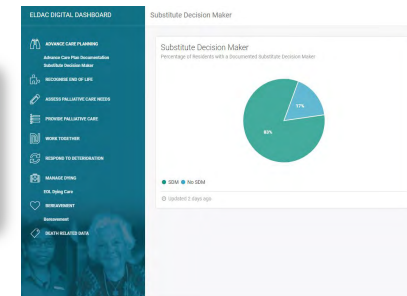 ELDAC DIGITAL DASHBOARD
ADVANCE CARE PLANNING
Advance Care Plan Documentation
Substitute Decision Maker
RECOGNISE END OF LIFE
ASSESS PALLIATIVE CARE NEEDS
PROVIDE PALLIATIVE CARE
WORK TOGETHER
RESPOND TO DETERIORATION
MANAGE DYING
EOL Dying Care
BEREAVEMENT
Bereavement
DEATH RELATED DATA
Substitute Decision Maker
Substitute Decision Maker
Percentage of Residents with a Documented Substitute Decision Maker
17%
83%
SDM No SDM
Updated 2 days ago